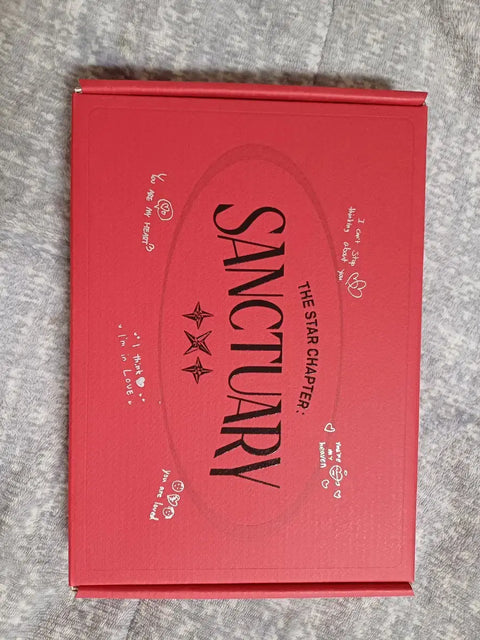 I can't stop
thinking about you
you're
my
heaven
THE STAR CHAPTER:
SANCTUARY
You ARE MY HEART
I think
I'm in LOVE
you are loved